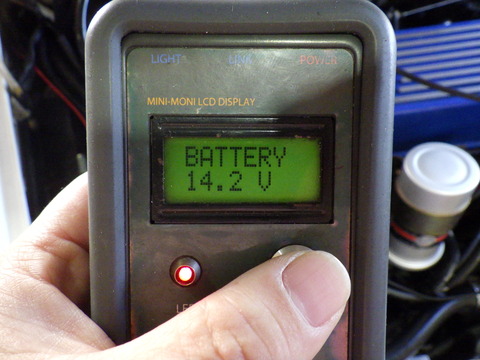 LIGHT
LINK
POWER
MINI-MONI LCD DISPLAY
BATTERY
14.2 V